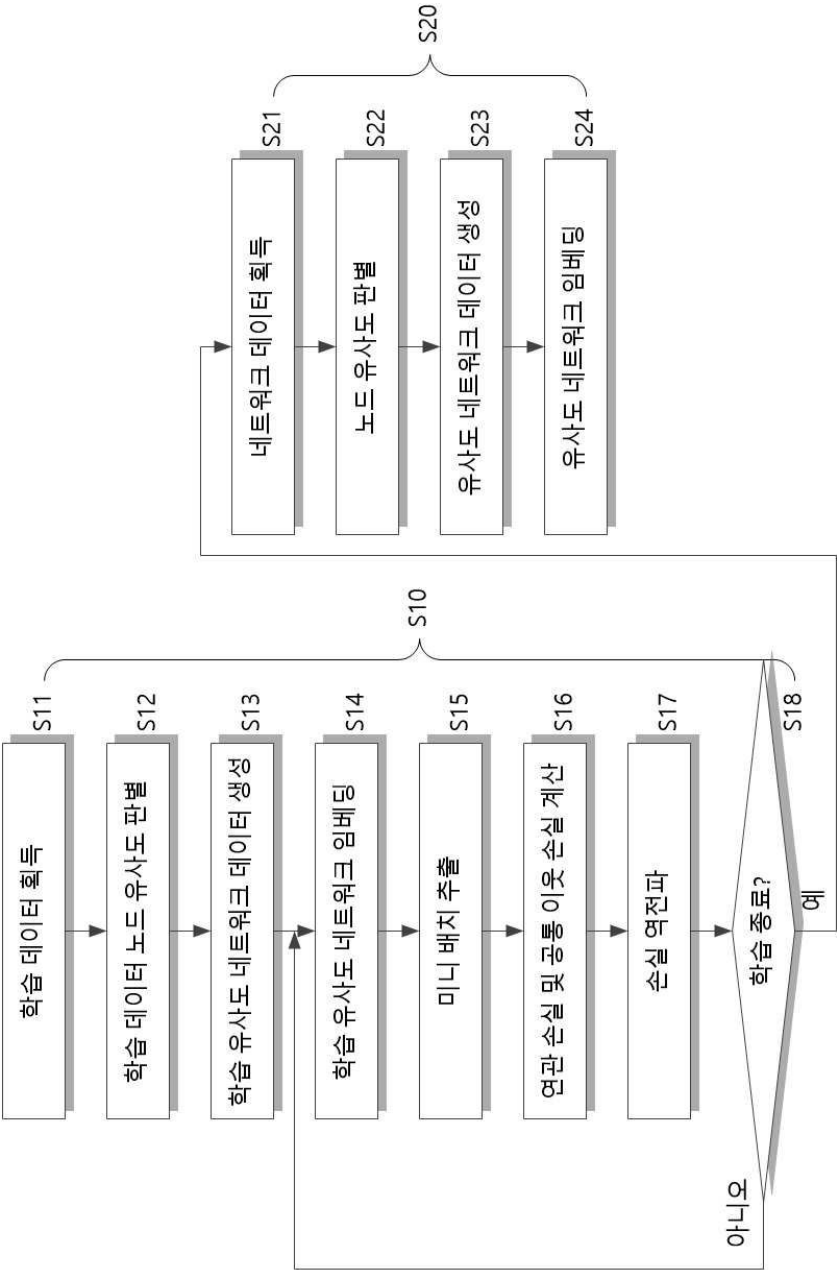 학습 데이터 획득
S11
학습 데이터 노드 유사도 판별
S12
학습 유사도 네트워크 데이터 생성
S13
학습 유사도 네트워크 임베딩
S14
미니 배치 추출
S15
연관 손실 및 공통 이웃 손실 계산
S16
손실 역전파
S17
학습 종료?
S18
아니오
예
S10
네트워크 데이터 획득
S21
노드 유사도 판별
S22
유사도 네트워크 데이터 생성
S23
유사도 네트워크 임베딩
S24
S20